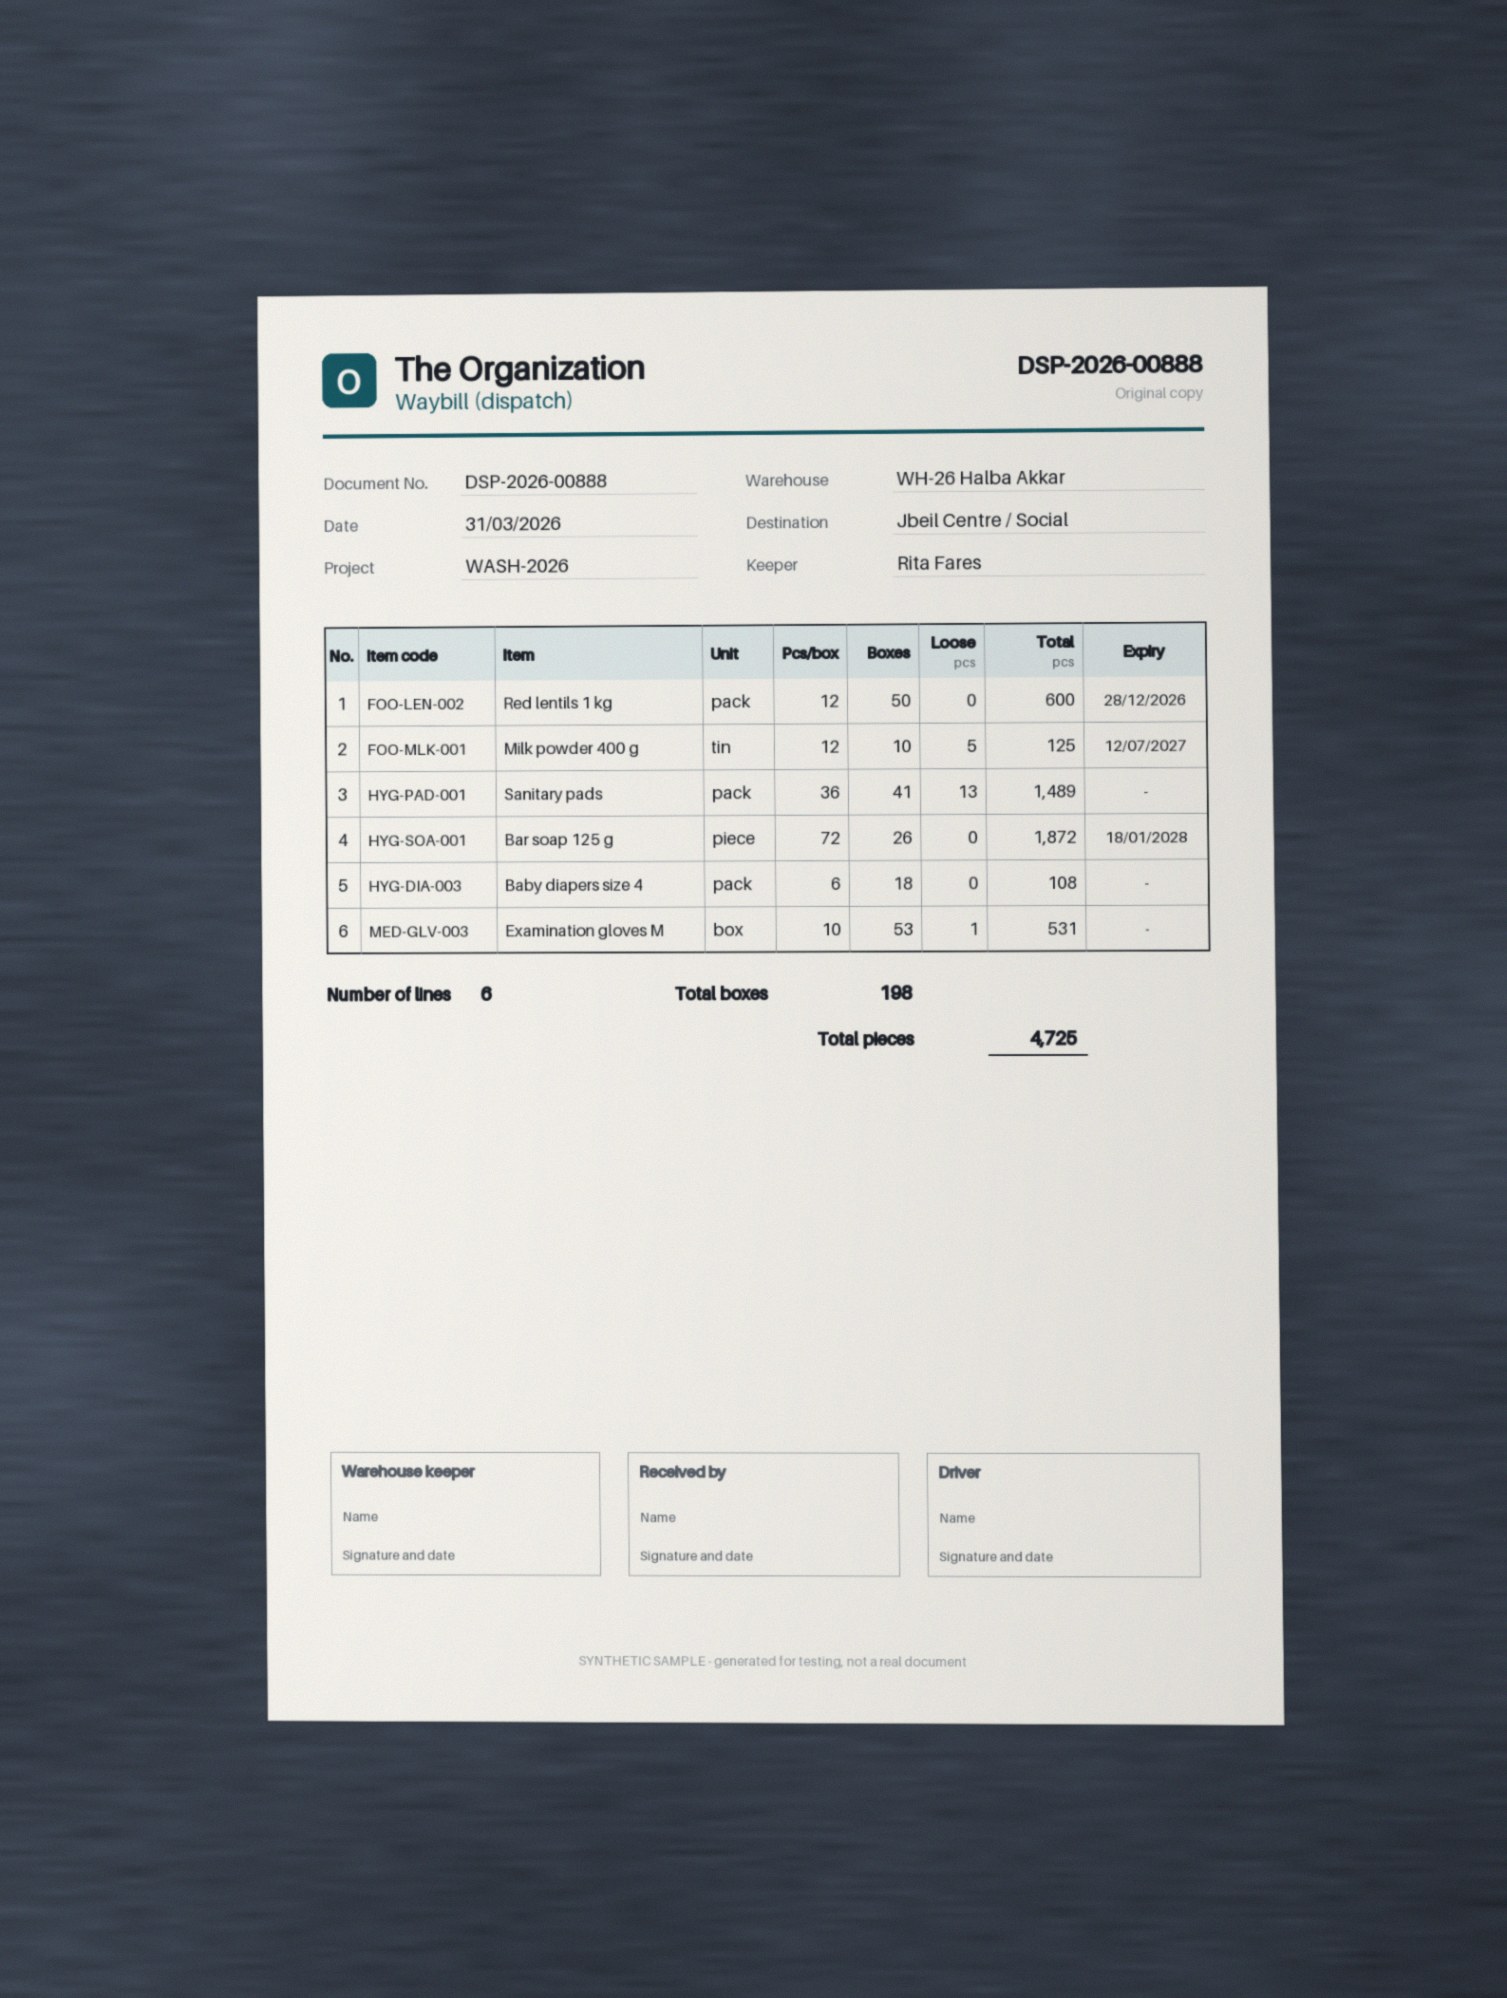 O
The Organization
Waybill (dispatch)
DSP-2026-00888
Original copy
Document No. DSP-2026-00888 Warehouse WH-26 Halba Akkar
Date 31/03/2026 Destination Jbeil Centre / Social
Project WASH-2026 Keeper Rita Fares
No. Item code Item Unit Pcs/box Boxes Loose pcs Total pcs Expiry
1 FOO-LEN-002 Red lentils 1 kg pack 12 50 0 600 28/12/2026
2 FOO-MLK-001 Milk powder 400 g tin 12 10 5 125 12/07/2027
3 HYG-PAD-001 Sanitary pads pack 36 41 13 1,489 -
4 HYG-SOA-001 Bar soap 125 g piece 72 26 0 1,872 18/01/2028
5 HYG-DIA-003 Baby diapers size 4 pack 6 18 0 108 -
6 MED-GLV-003 Examination gloves M box 10 53 1 531 -
Number of lines 6 Total boxes 198
Total pieces 4,725
Warehouse keeper Received by Driver
Name Name Name
Signature and date Signature and date Signature and date
SYNTHETIC SAMPLE - generated for testing, not a real document